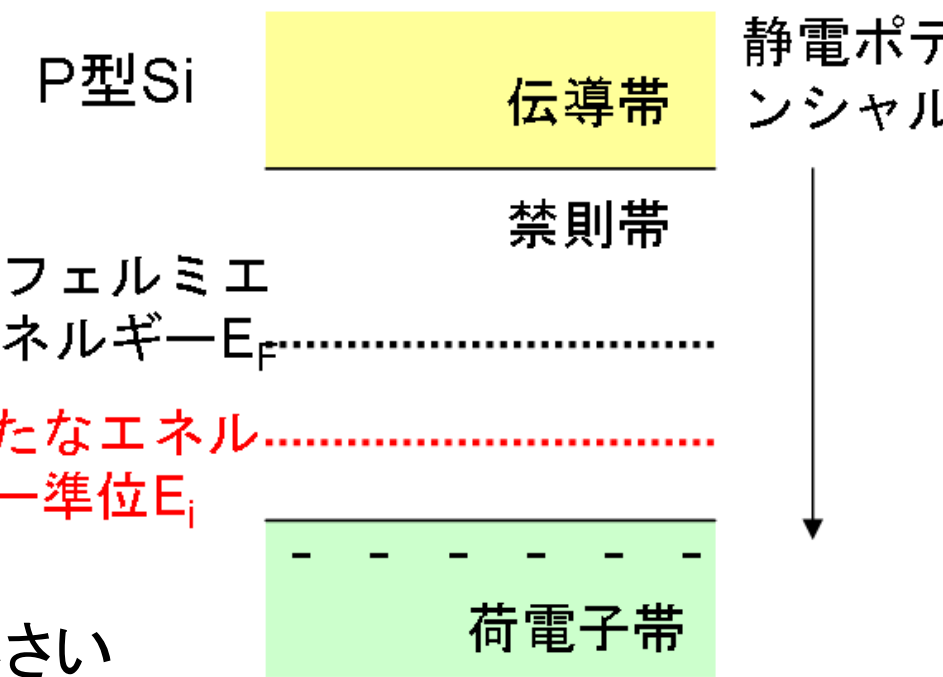 P型Si
伝導帯
静電ポテ
ンシャル
禁則帯
フェルミエ
ネルギーE_F
たなエネル
ー準位E_i
荷電子帯
さい